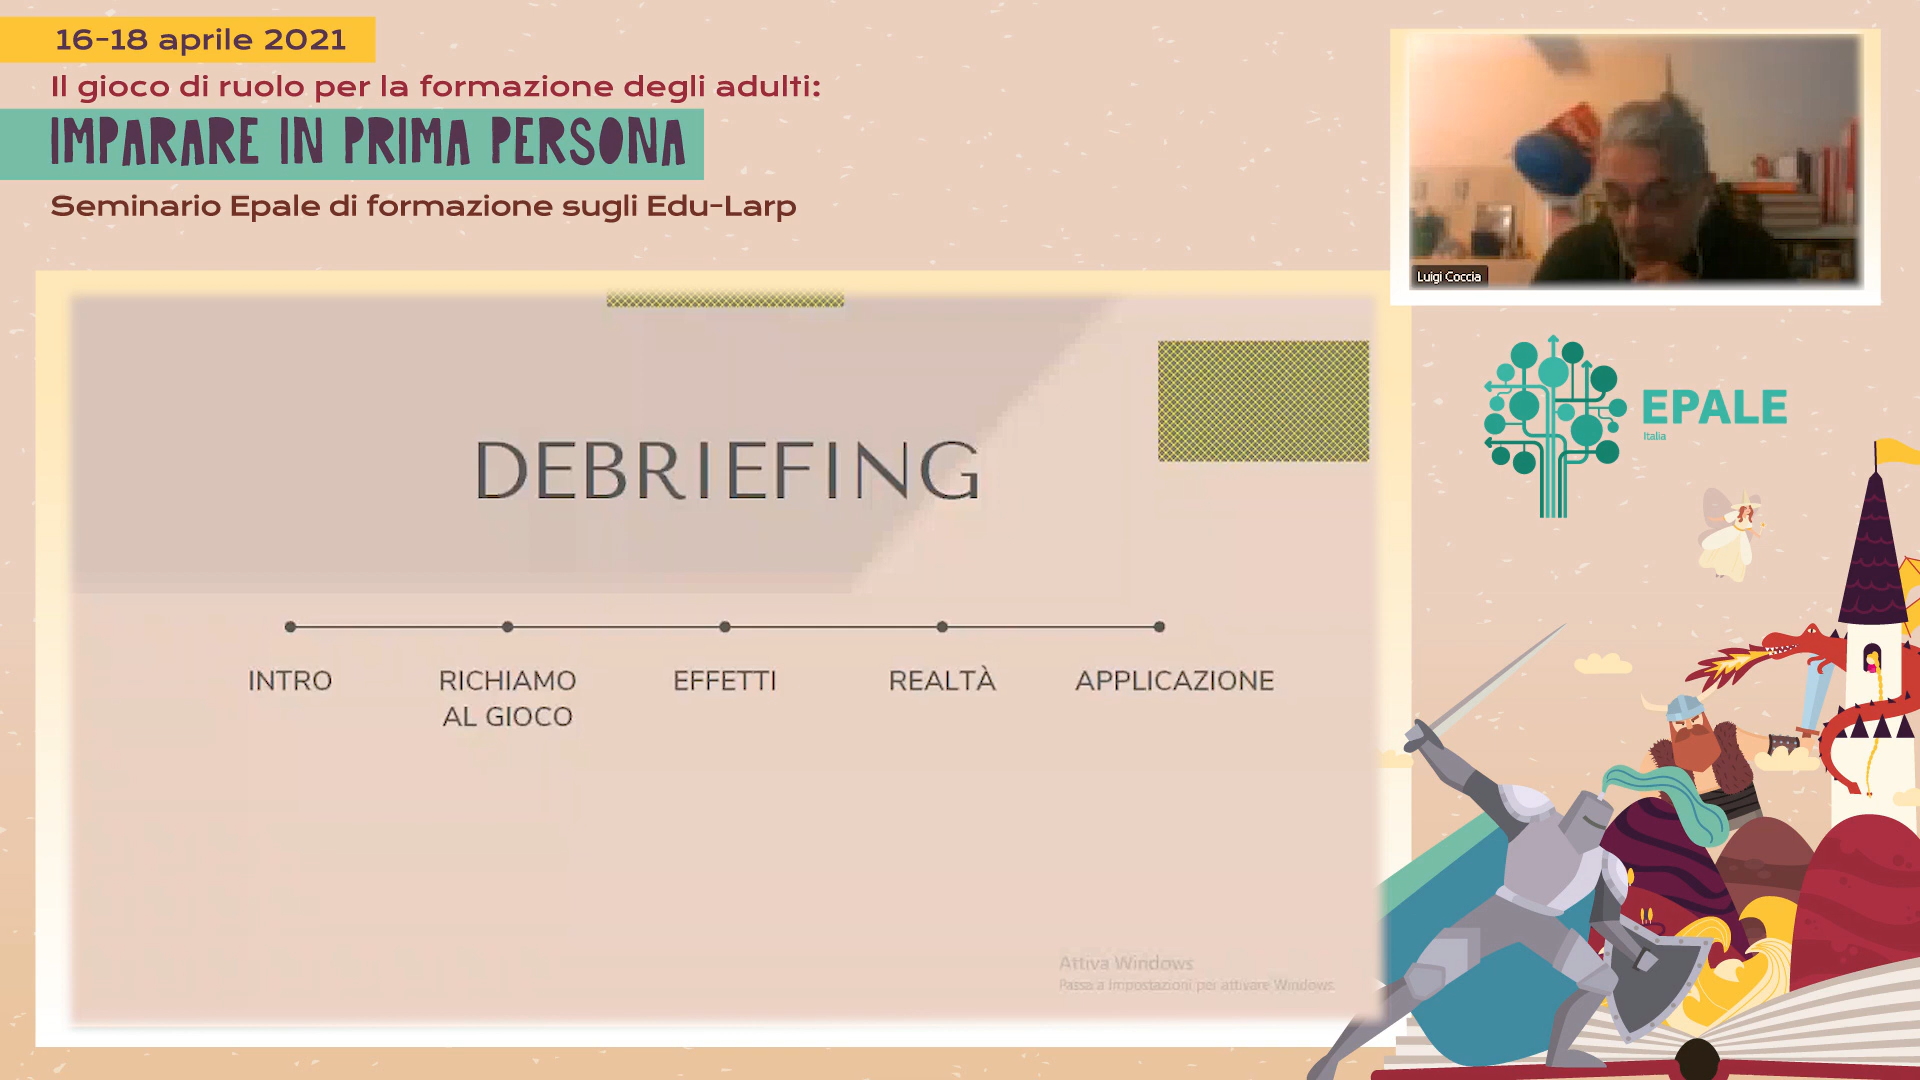 16-18 aprile 2021
Il gioco di ruolo per la formazione degli adulti:
IMPARARE IN PRIMA PERSONA
Seminario Epale di formazione sugli Edu-Larp
Luigi Coccia
EPALE
Italia
DEBRIEFING
INTRO
RICHIAMO
AL GIOCO
EFFETTI
REALTÀ
APPLICAZIONE
Attiva Windows
Passa a Impostazioni per attivare Windows.